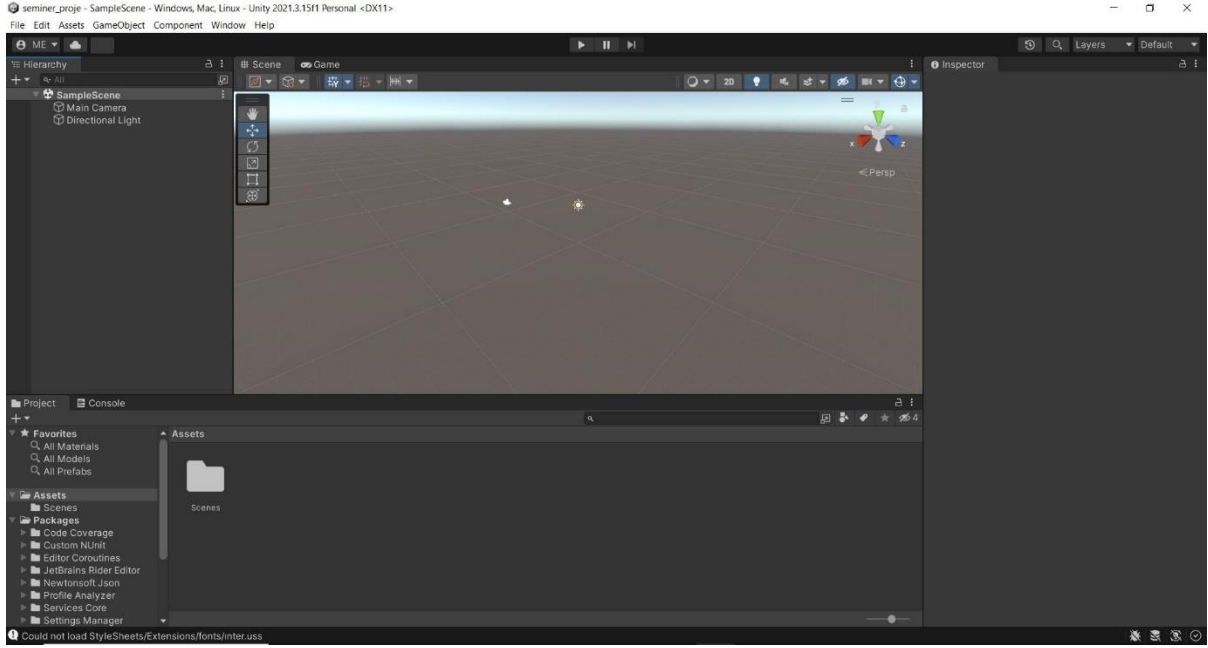 seminer_proje - SampleScene - Windows, Mac, Linux - Unity 2021.3.15f1 Personal <DX11>
File Edit Assets GameObject Component Window Help
ME
Layers Default
Hierarchy
All
SampleScene
Main Camera
Directional Light
Scene Game
2D
y
x z
Persp
Inspector
Project Console
4
Favorites
All Materials
All Models
All Prefabs
Assets
Scenes
Packages
Code Coverage
Custom NUnit
Editor Coroutines
JetBrains Rider Editor
Newtonsoft Json
Profile Analyzer
Services Core
Settings Manager
Assets
Scenes
Could not load StyleSheets/Extensions/fonts/inter.uss